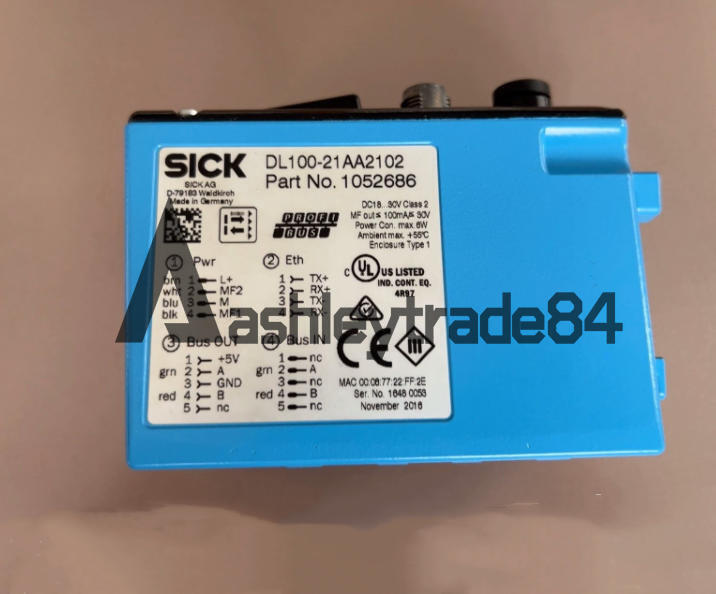 SICK
DL100-21AA2102
SICK AG
D-79183 Waldkirch
Made in Germany
Part No. 1052686
DC18...30V Class 2
MF out≤ 100mA/≤ 30V
Power Con. max. 6W
Ambient max. +55°C
Enclosure Type 1
PROFI
BUS
① Pwr
brn 1 L+
wht 2 MF2
blu 3 M
blk 4 MF1
② Eth
1 TX+
2 RX+
3 TX-
4 RX-
C UL US LISTED
IND. CONT. EQ.
4R97
ashleytrade84
③ Bus OUT
1 +5V
grn 2 A
3 GND
red 4 B
5 nc
④ Bus IN
1 nc
grn 2 A
3 nc
red 4 B
5 nc
CE
MAC 00:06:77:22:FF:2E
Ser. No. 1648 0053
November 2016